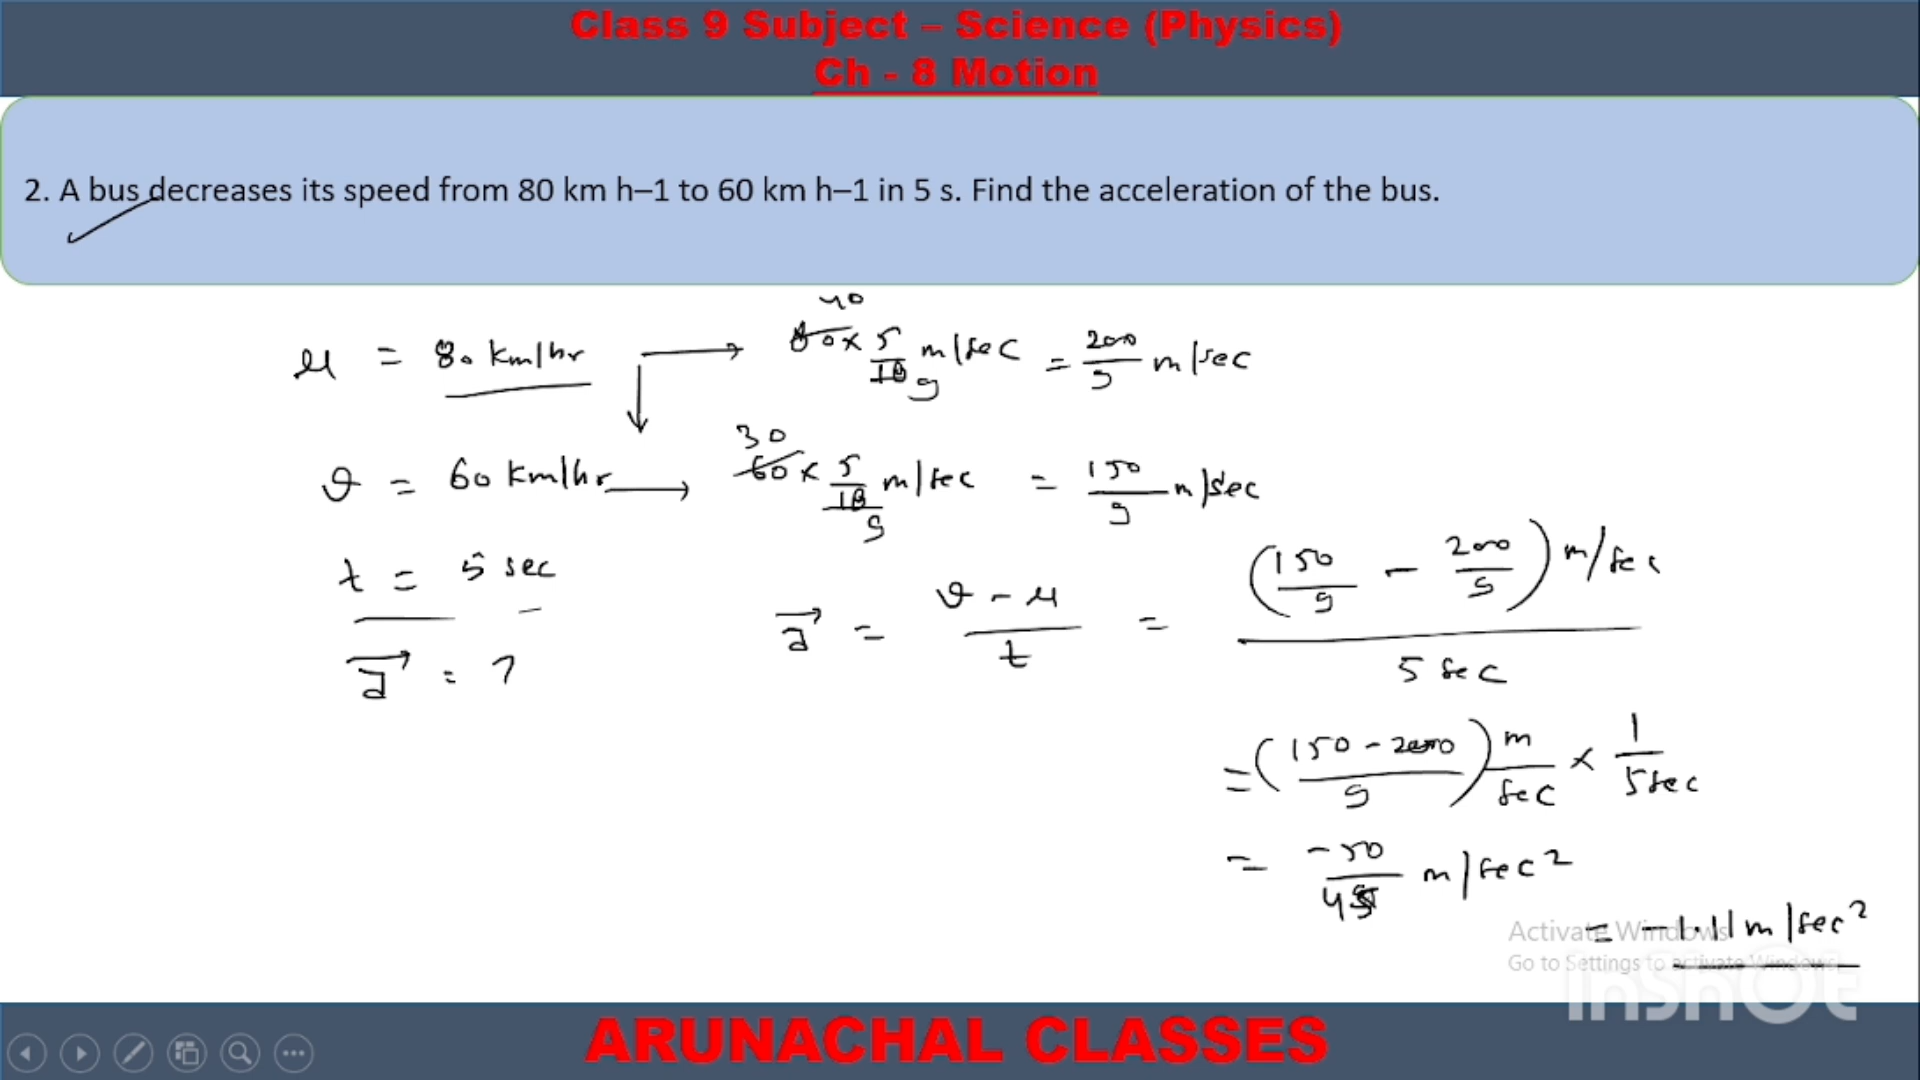 Class 9 Subject – Science (Physics)
Ch - 8 Motion
2. A bus decreases its speed from 80 km h–1 to 60 km h–1 in 5 s. Find the acceleration of the bus.
u = 80 km/hr → 80 40 × 5/18 9 m/sec = 200/9 m/sec
v = 60 km/hr → 60 30 × 5/18 9 m/sec = 150/9 m/sec
t = 5 sec
a = ?
a = v - u / t = (150/9 - 200/9) m/sec / 5 sec
= (150 - 200 / 9) m/sec × 1/5sec
= -50/45 m/sec²
= -1.11 m/sec²
Activate Windows
Go to Settings to activate Windows.
InShOt
ARUNACHAL CLASSES